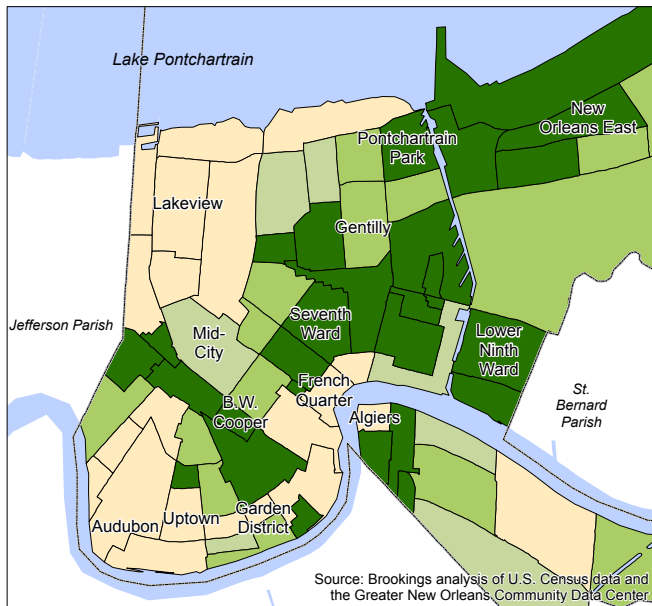 Lake Pontchartrain
New
Orleans East
Pontchartrain
Park
Lakeview
Gentilly
Jefferson Parish
Mid-
City
Seventh
Ward
Lower
Ninth
Ward
French
Quarter
St.
Bernard
Parish
B.W.
Cooper
Algiers
Audubon
Uptown
Garden
District
Source: Brookings analysis of U.S. Census data and
the Greater New Orleans Community Data Center